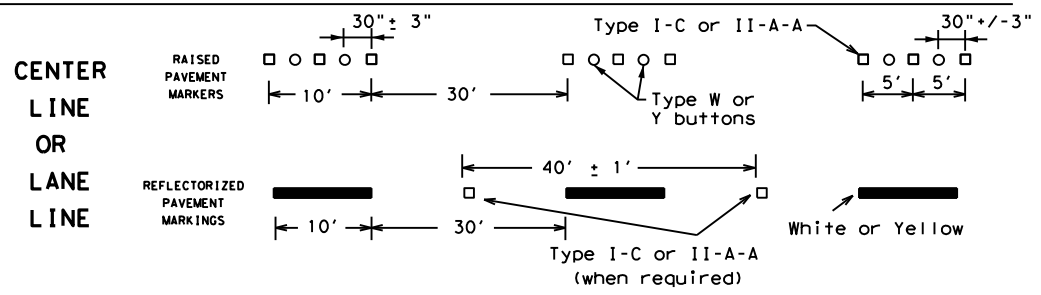 CENTER
LINE
OR
LANE
LINE
RAISED
PAVEMENT
MARKERS
30"± 3"
10'
30'
Type I-C or II-A-A
Type W or
Y buttons
30"+/-3"
5'
5'
REFLECTORIZED
PAVEMENT
MARKINGS
40' ± 1'
10'
30'
Type I-C or II-A-A
(when required)
White or Yellow